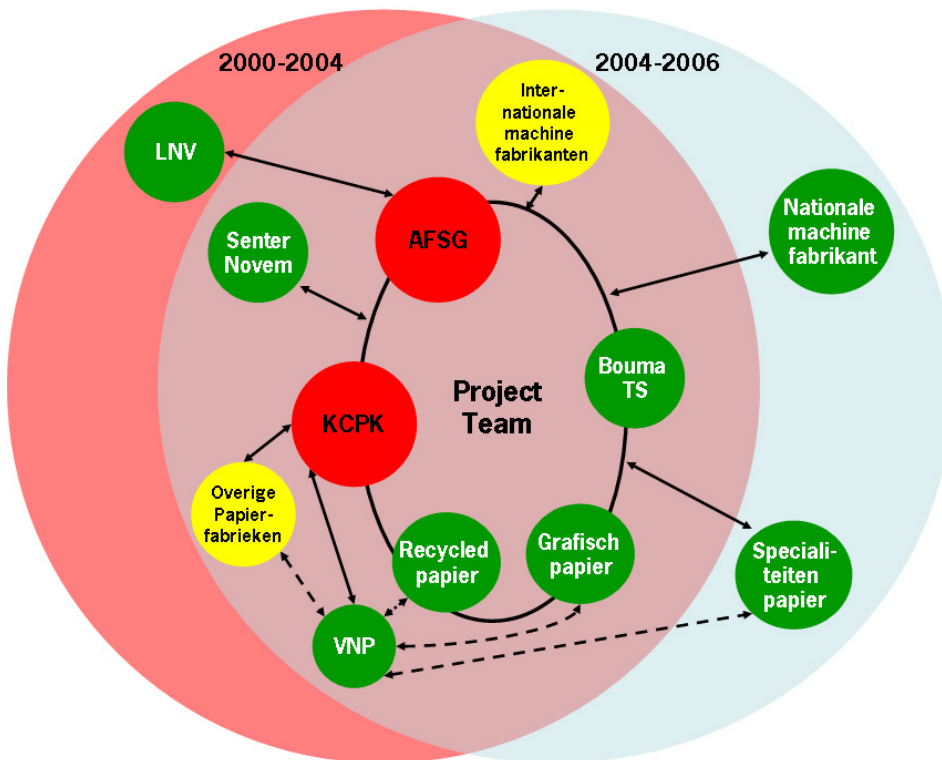 2000-2004
2004-2006
Inter-
nationale
machine
fabrikanten
LNV
Nationale
machine
fabrikant
AFSG
Senter
Novem
Bouma
TS
Project
Team
KCPK
Overige
Papier-
fabrieken
Recycled
papier
Grafisch
papier
Speciali-
teiten
papier
VNP